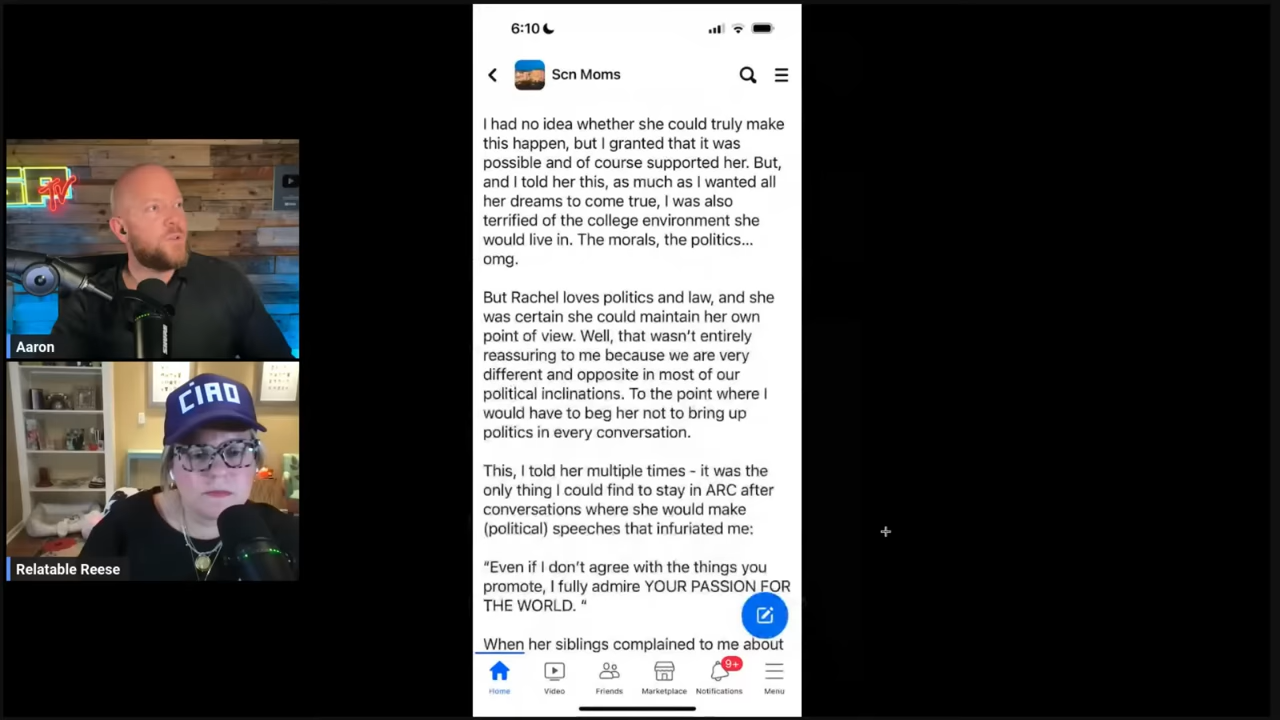 6:10
Scn Moms
I had no idea whether she could truly make
this happen, but I granted that it was
possible and of course supported her. But,
and I told her this, as much as I wanted all
her dreams to come true, I was also
terrified of the college environment she
would live in. The morals, the politics...
omg.
But Rachel loves politics and law, and she
was certain she could maintain her own
point of view. Well, that wasn't entirely
reassuring to me because we are very
different and opposite in most of our
political inclinations. To the point where I
would have to beg her not to bring up
politics in every conversation.
This, I told her multiple times - it was the
only thing I could find to stay in ARC after
conversations where she would make
(political) speeches that infuriated me:
“Even if I don't agree with the things you
promote, I fully admire YOUR PASSION FOR
THE WORLD. “
When her siblings complained to me about
9+
Home
Video
Friends
Marketplace
Notifications
Menu
TV
Aaron
CIAO
Relatable Reese